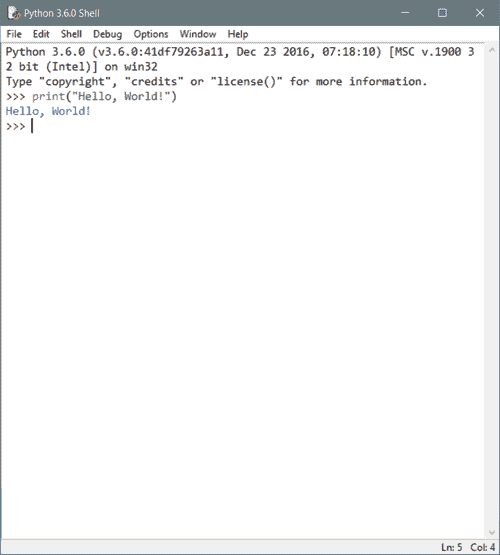 Python 3.6.0 Shell
File Edit Shell Debug Options Window Help
Python 3.6.0 (v3.6.0:41df79263a11, Dec 23 2016, 07:18:10) [MSC v.1900 3
2 bit (Intel)] on win32
Type "copyright", "credits" or "license()" for more information.
>>> print("Hello, World!")
Hello, World!
>>>
Ln: 5 Col: 4